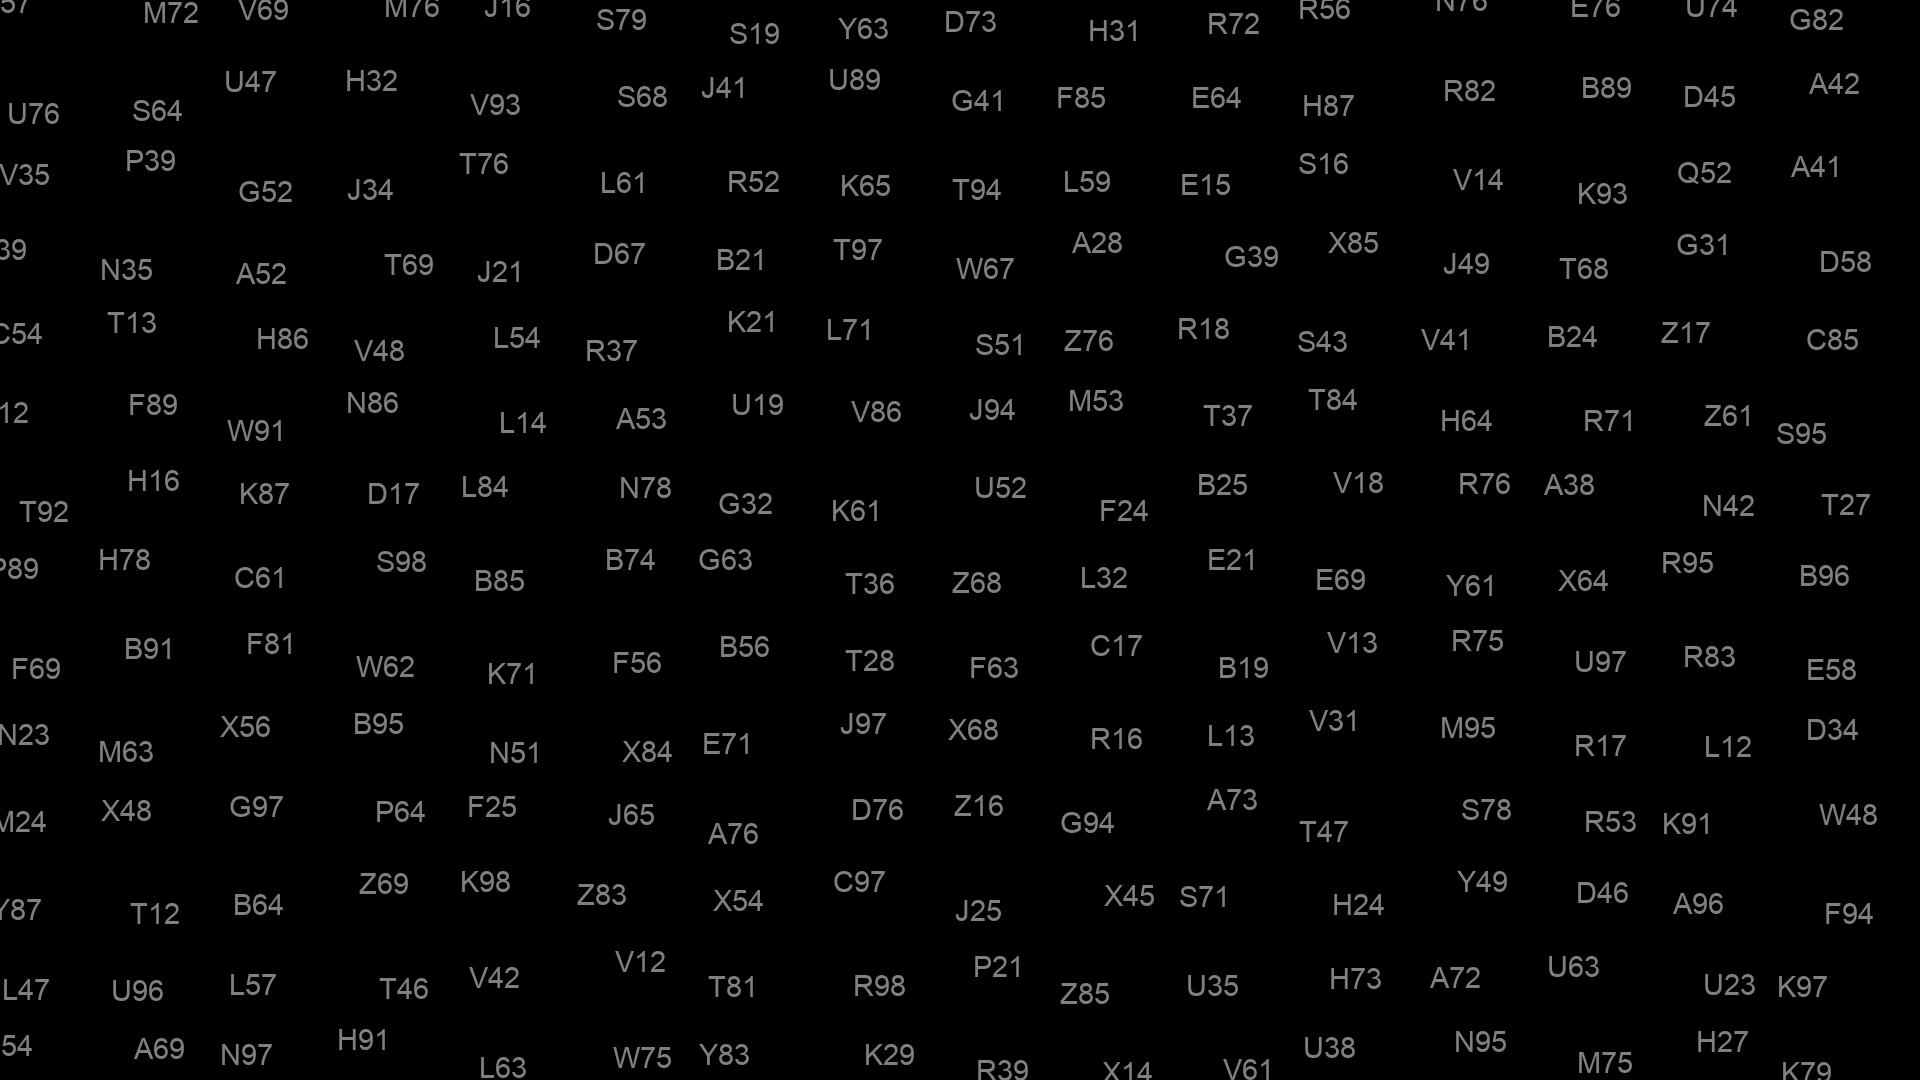 57 M72 V69 M76 J16 S79 S19 Y63 D73 H31 R72 R56 N76 E76 U74 G82
U76 S64 U47 H32 V93 S68 J41 U89 G41 F85 E64 H87 R82 B89 D45 A42
V35 P39 G52 J34 T76 L61 R52 K65 T94 L59 E15 S16 V14 K93 Q52 A41
39 N35 A52 T69 J21 D67 B21 T97 W67 A28 G39 X85 J49 T68 G31 D58
C54 T13 H86 V48 L54 R37 K21 L71 S51 Z76 R18 S43 V41 B24 Z17 C85
12 F89 W91 N86 L14 A53 U19 V86 J94 M53 T37 T84 H64 R71 Z61 S95
T92 H16 K87 D17 L84 N78 G32 K61 U52 F24 B25 V18 R76 A38 N42 T27
P89 H78 C61 S98 B85 B74 G63 T36 Z68 L32 E21 E69 Y61 X64 R95 B96
F69 B91 F81 W62 K71 F56 B56 T28 F63 C17 B19 V13 R75 U97 R83 E58
N23 M63 X56 B95 N51 X84 E71 J97 X68 R16 L13 V31 M95 R17 L12 D34
M24 X48 G97 P64 F25 J65 A76 D76 Z16 G94 A73 T47 S78 R53 K91 W48
Y87 T12 B64 Z69 K98 Z83 X54 C97 J25 X45 S71 H24 Y49 D46 A96 F94
L47 U96 L57 T46 V42 V12 T81 R98 P21 Z85 U35 H73 A72 U63 U23 K97
54 A69 N97 H91 L63 W75 Y83 K29 R39 X14 V61 U38 N95 M75 H27 K79